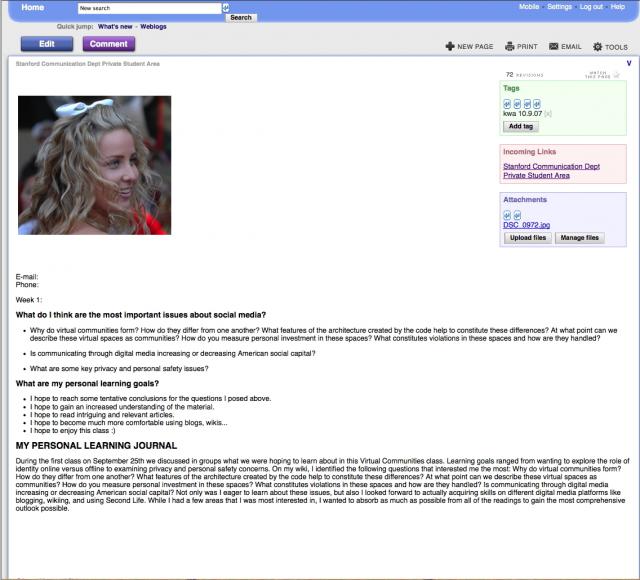 Home
New search
Mobile - Settings - Log out - Help
Search
Quick jump: What's new - Weblogs
Edit
Comment
NEW PAGE
PRINT
EMAIL
TOOLS
V
Stanford Communication Dept Private Student Area
72 REVISIONS
WATCH
THIS PAGE
Tags
kwa 10.9.07 [x]
Add tag
Incoming Links
Stanford Communication Dept
Private Student Area
Attachments
DSC_0972.jpg
Upload files
Manage files
E-mail:
Phone:
Week 1:
What do I think are the most important issues about social media?
• Why do virtual communities form? How do they differ from one another? What features of the architecture created by the code help to constitute these differences? At what point can we
describe these virtual spaces as communities? How do you measure personal investment in these spaces? What constitutes violations in these spaces and how are they handled?
• Is communicating through digital media increasing or decreasing American social capital?
• What are some key privacy and personal safety issues?
What are my personal learning goals?
• I hope to reach some tentative conclusions for the questions I posed above.
• I hope to gain an increased understanding of the material.
• I hope to read intriguing and relevant articles.
• I hope to become much more comfortable using blogs, wikis...
• I hope to enjoy this class :)
MY PERSONAL LEARNING JOURNAL
During the first class on September 25th we discussed in groups what we were hoping to learn about in this Virtual Communities class. Learning goals ranged from wanting to explore the role of
identity online versus offline to examining privacy and personal safety concerns. On my wiki, I identified the following questions that interested me the most: Why do virtual communities form?
How do they differ from one another? What features of the architecture created by the code help to constitute these differences? At what point can we describe these virtual spaces as
communities? How do you measure personal investment in these spaces? What constitutes violations in these spaces and how are they handled? Is communicating through digital media
increasing or decreasing American social capital? Not only was I eager to learn about these issues, but also I looked forward to actually acquiring skills on different digital media platforms like
blogging, wikiing, and using Second Life. While I had a few areas that I was most interested in, I wanted to absorb as much as possible from all of the readings to gain the most comprehensive
outlook possible.